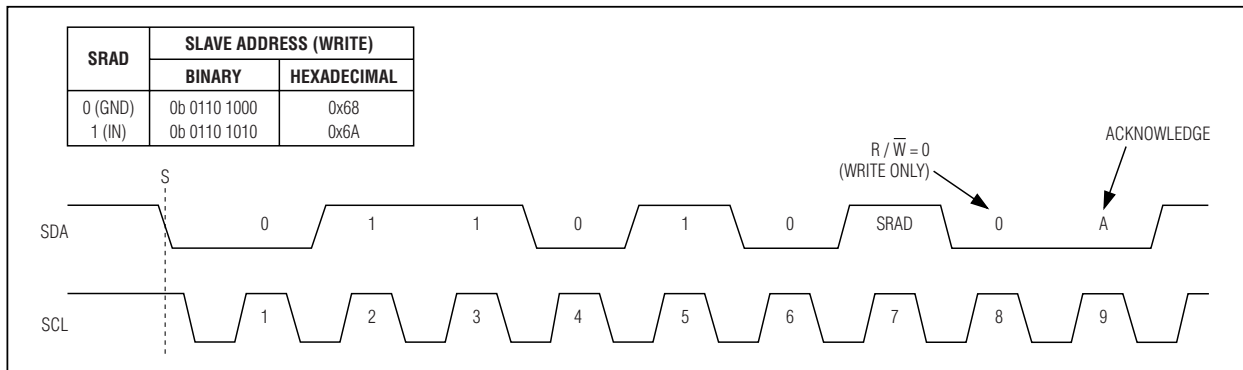 SRAD SLAVE ADDRESS (WRITE)
BINARY HEXADECIMAL
0 (GND) 0b 0110 1000 0x68
1 (IN) 0b 0110 1010 0x6A
ACKNOWLEDGE
R / W̅ = 0
(WRITE ONLY)
S
SDA 0 1 1 0 1 0 SRAD 0 A
SCL 1 2 3 4 5 6 7 8 9